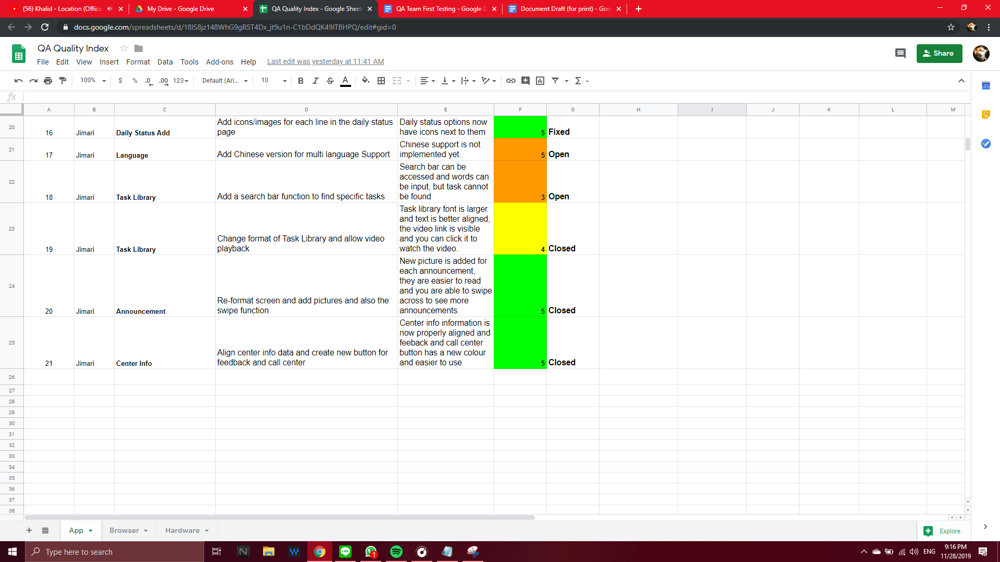 (56) Khalid - Location (Officia
My Drive - Google Drive
QA Quality Index - Google Sheet
QA Team First Testing - Google D
Document Draft (for print) - Goo
docs.google.com/spreadsheets/d/18IS8jz148WhG9gRST4Dx_jt9u1n-C1bDdQK49ITBHPQ/edit#gid=0
QA Quality Index
Share
File Edit View Insert Format Data Tools Add-ons Help Last edit was yesterday at 11:41 AM
100% $ % .0 .00 123 Default (Ari... 10 B I S A Σ
31
fx
A B C D E F G H I J K L M
20 16 Jimari Daily Status Add
Add icons/images for each line in the daily status
page
Daily status options now
have icons next to them
5 Fixed
21 17 Jimari Language
Add Chinese version for multi language Support
Chinese support is not
implemented yet.
5 Open
22 18 Jimari Task Library
Add a search bar function to find specific tasks
Search bar can be
accessed and words can
be input, but task cannot
be found
3 Open
23 19 Jimari Task Library
Change format of Task Library and allow video
playback
Task library font is larger
and text is better aligned,
the video link is visible
and you can click it to
watch the video.
4 Closed
24 20 Jimari Announcement
Re-format screen and add pictures and also the
swipe function
New picture is added for
each announcement,
they are easier to read
and you are able to swipe
across to see more
announcements.
5 Closed
25 21 Jimari Center Info
Align center info data and create new button for
feedback and call center
Center info information is
now properly aligned and
feeback and call center
button has a new colour
and easier to use
5 Closed
26
27
28
29
30
31
32
33
34
35
36
37
38
App Browser Hardware
Explore
Type here to search
LINE
1
ENG
9:16 PM
11/28/2019